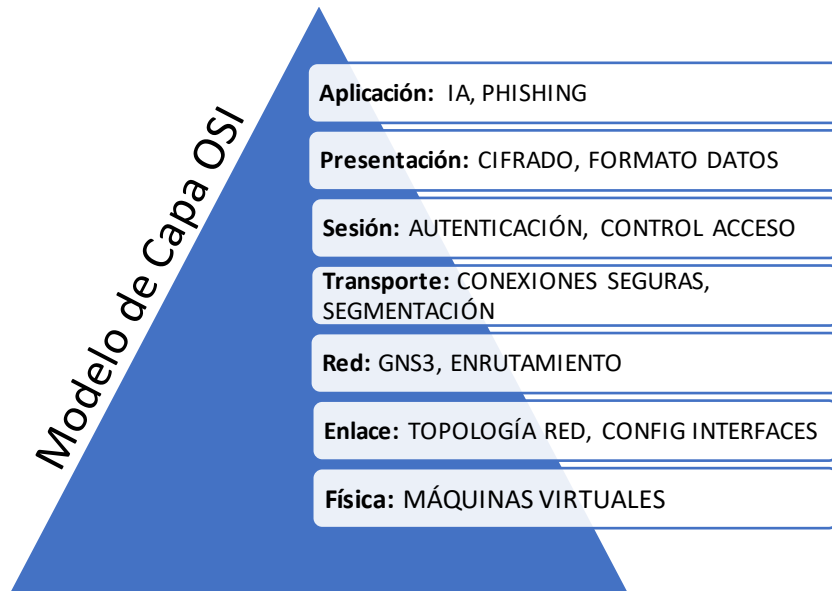 Modelo de Capa OSI
Aplicación: IA, PHISHING
Presentación: CIFRADO, FORMATO DATOS
Sesión: AUTENTICACIÓN, CONTROL ACCESO
Transporte: CONEXIONES SEGURAS,
SEGMENTACIÓN
Red: GNS3, ENRUTAMIENTO
Enlace: TOPOLOGÍA RED, CONFIG INTERFACES
Física: MÁQUINAS VIRTUALES